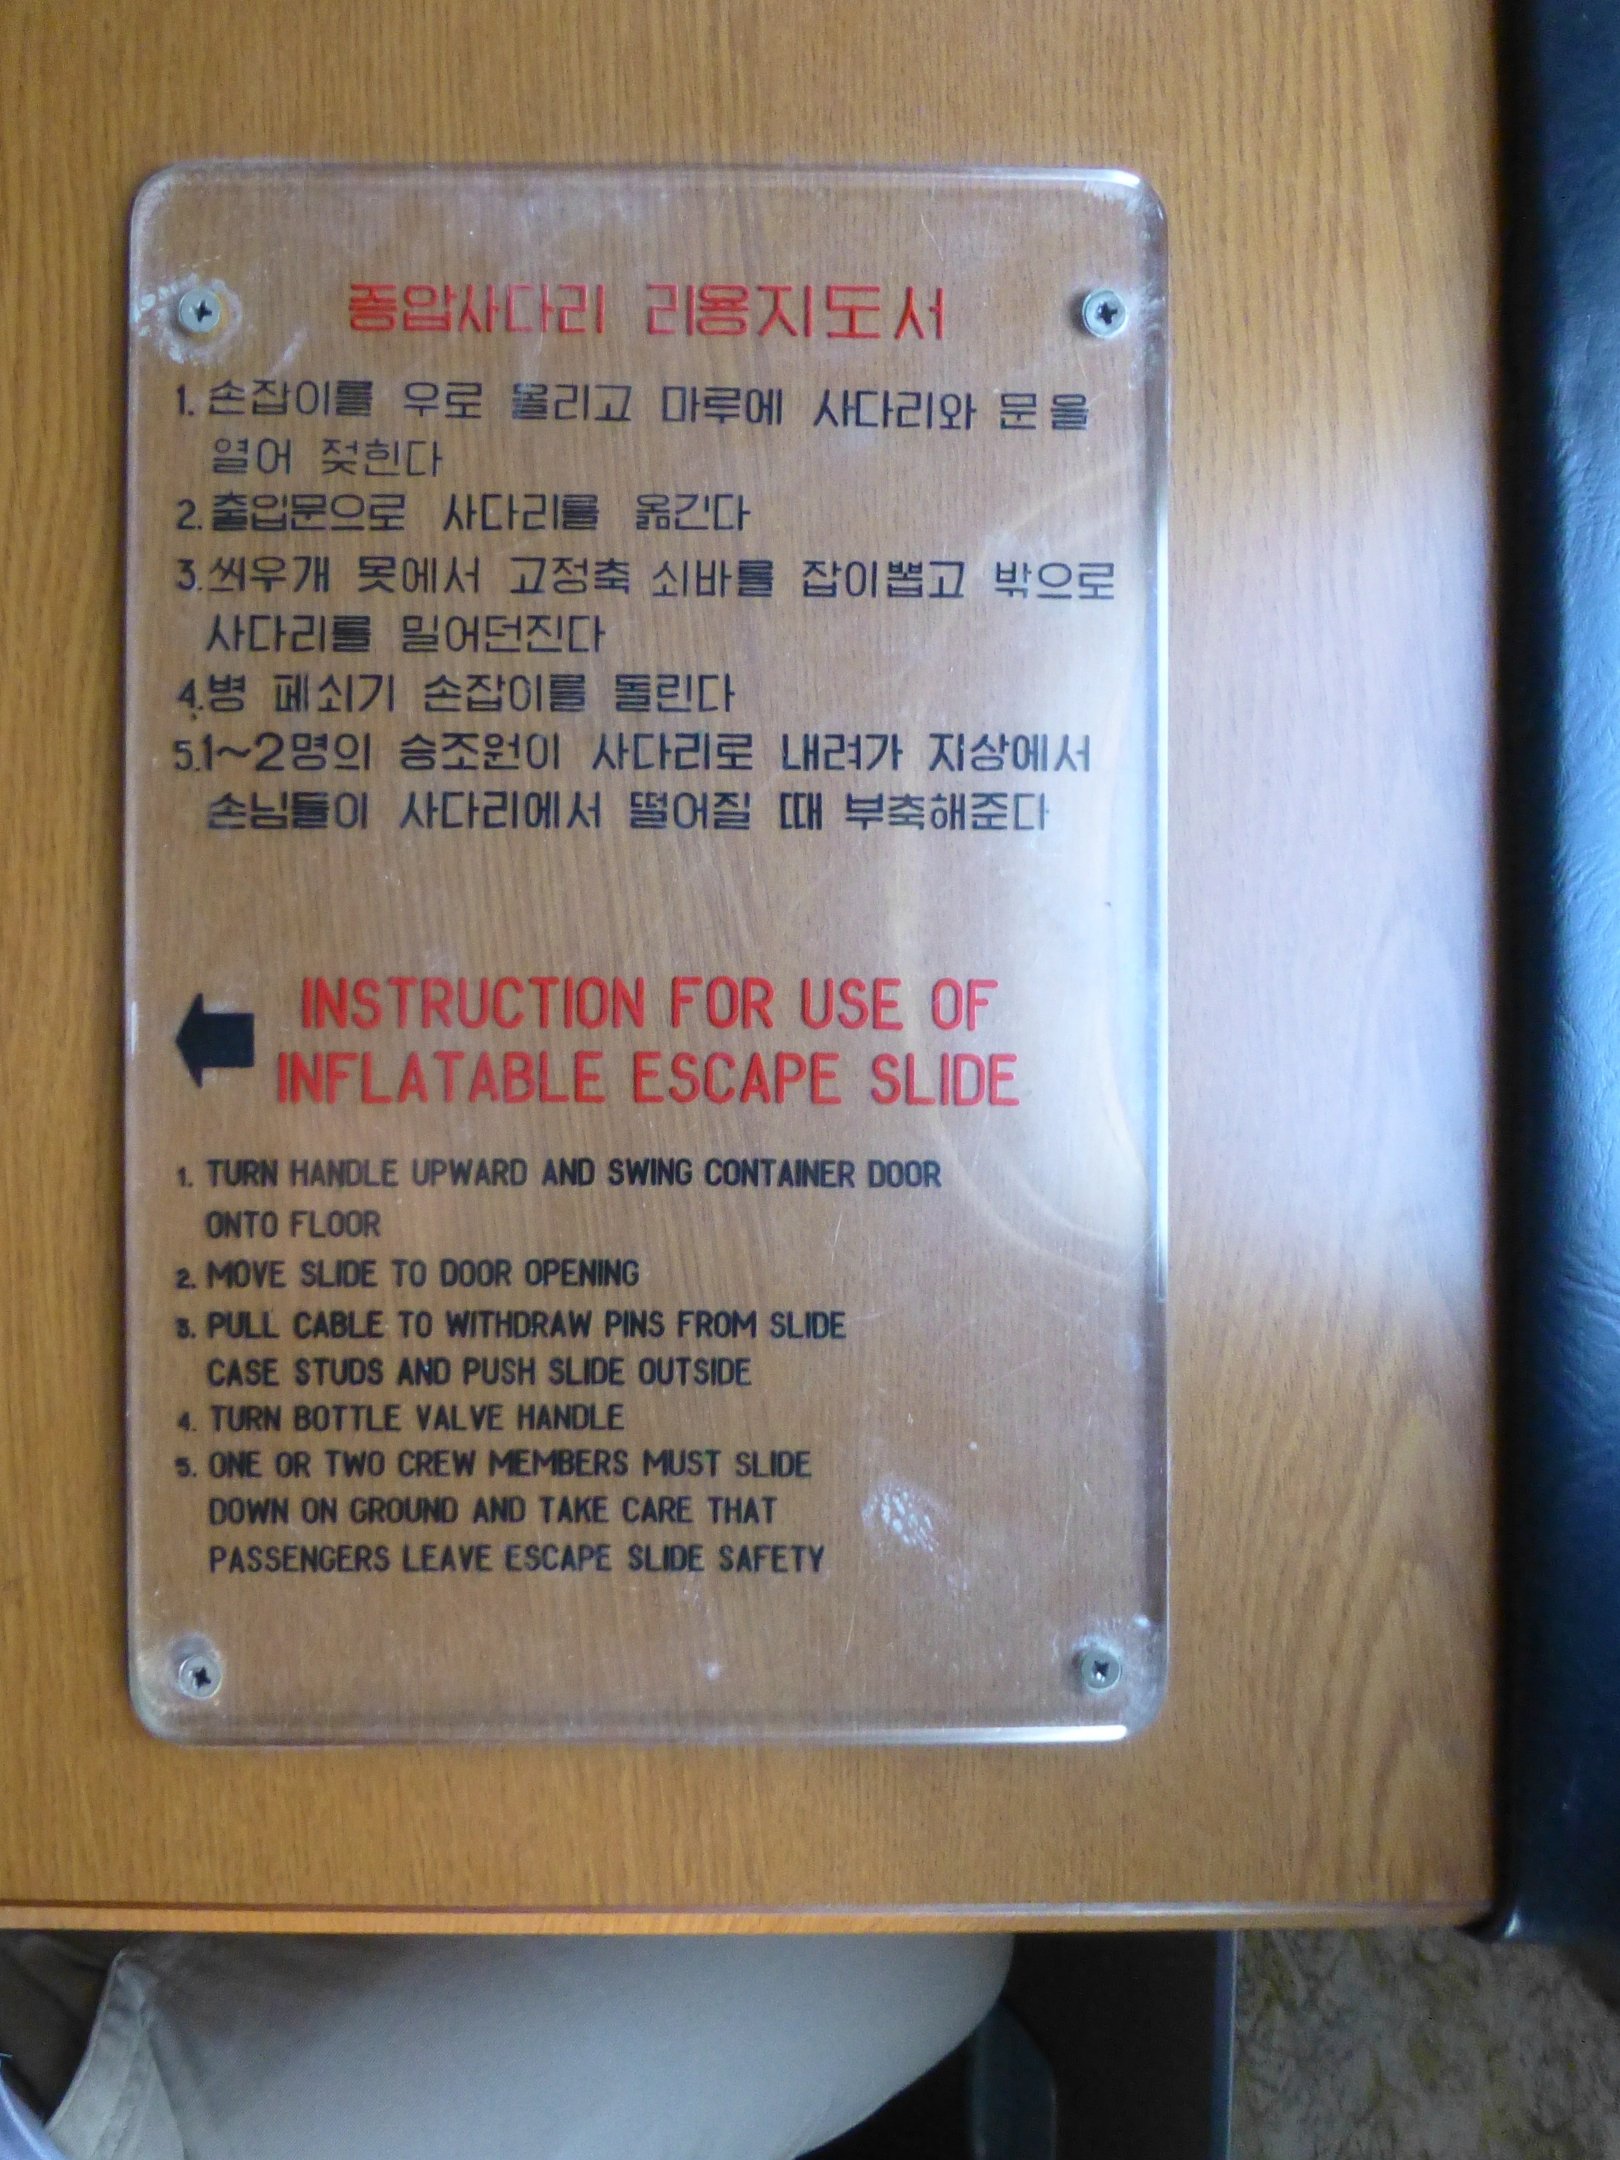 종압사다리 리용지도서
1. 손잡이를 우로 올리고 마루에 사다리와 문을
열어 젖힌다
2. 출입문으로 사다리를 옮긴다
3. 씌우개 못에서 고정축 쇠바를 잡아뽑고 밖으로
사다리를 밀어던진다
4. 병 페쇠기 손잡이를 돌린다
5. 1~2명의 승조원이 사다리로 내려가 지상에서
손님들이 사다리에서 떨어질 때 부축해준다
INSTRUCTION FOR USE OF
INFLATABLE ESCAPE SLIDE
1. TURN HANDLE UPWARD AND SWING CONTAINER DOOR
ONTO FLOOR
2. MOVE SLIDE TO DOOR OPENING
3. PULL CABLE TO WITHDRAW PINS FROM SLIDE
CASE STUDS AND PUSH SLIDE OUTSIDE
4. TURN BOTTLE VALVE HANDLE
5. ONE OR TWO CREW MEMBERS MUST SLIDE
DOWN ON GROUND AND TAKE CARE THAT
PASSENGERS LEAVE ESCAPE SLIDE SAFETY